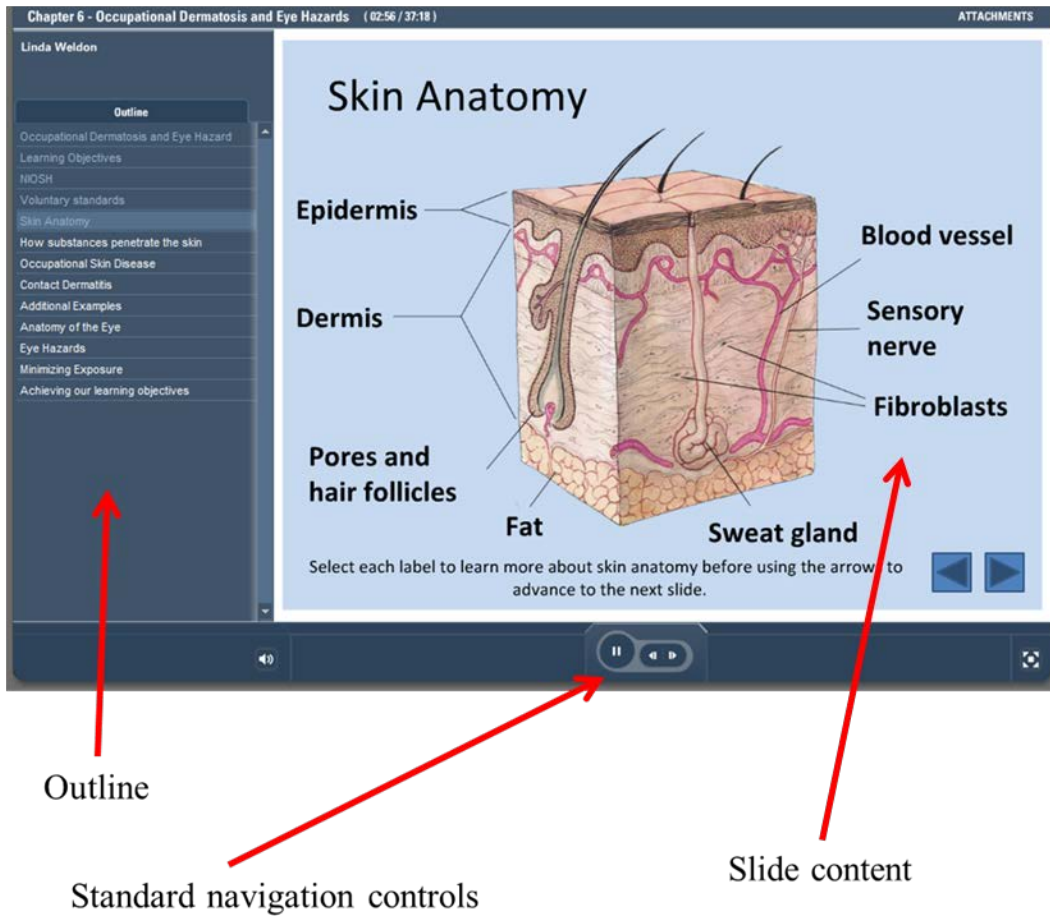 Chapter 6 - Occupational Dermatosis and Eye Hazards ( 02:56 / 37:18 )
ATTACHMENTS
Linda Weldon
Outline
Occupational Dermatosis and Eye Hazard
Learning Objectives
NIOSH
Voluntary standards
Skin Anatomy
How substances penetrate the skin
Occupational Skin Disease
Contact Dermatitis
Additional Examples
Anatomy of the Eye
Eye Hazards
Minimizing Exposure
Achieving our learning objectives
Skin Anatomy
Epidermis
Dermis
Pores and
hair follicles
Fat
Sweat gland
Blood vessel
Sensory
nerve
Fibroblasts
Select each label to learn more about skin anatomy before using the arrows to
advance to the next slide.
Outline
Standard navigation controls
Slide content